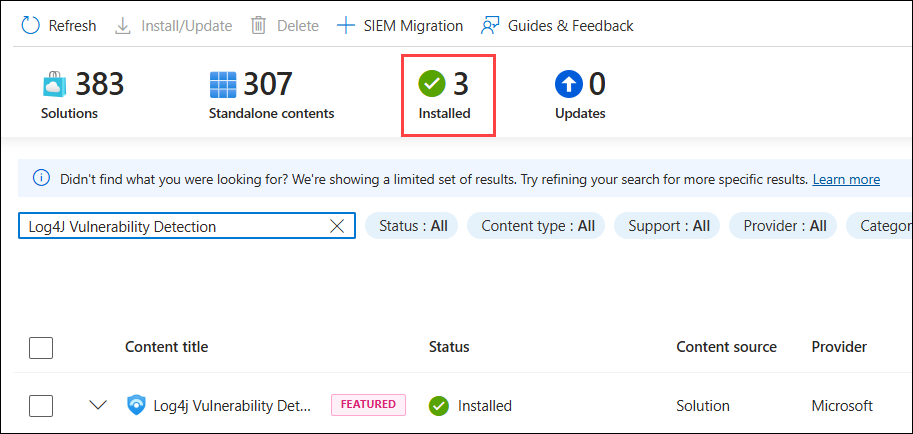 Refresh Install/Update Delete SIEM Migration Guides & Feedback
383 307 3 0
Solutions Standalone contents Installed Updates
Didn't find what you were looking for? We're showing a limited set of results. Try refining your search for more specific results. Learn more
Log4J Vulnerability Detection Status : All Content type : All Support : All Provider : All Categor
Content title Status Content source Provider
Log4j Vulnerability Det... FEATURED Installed Solution Microsoft